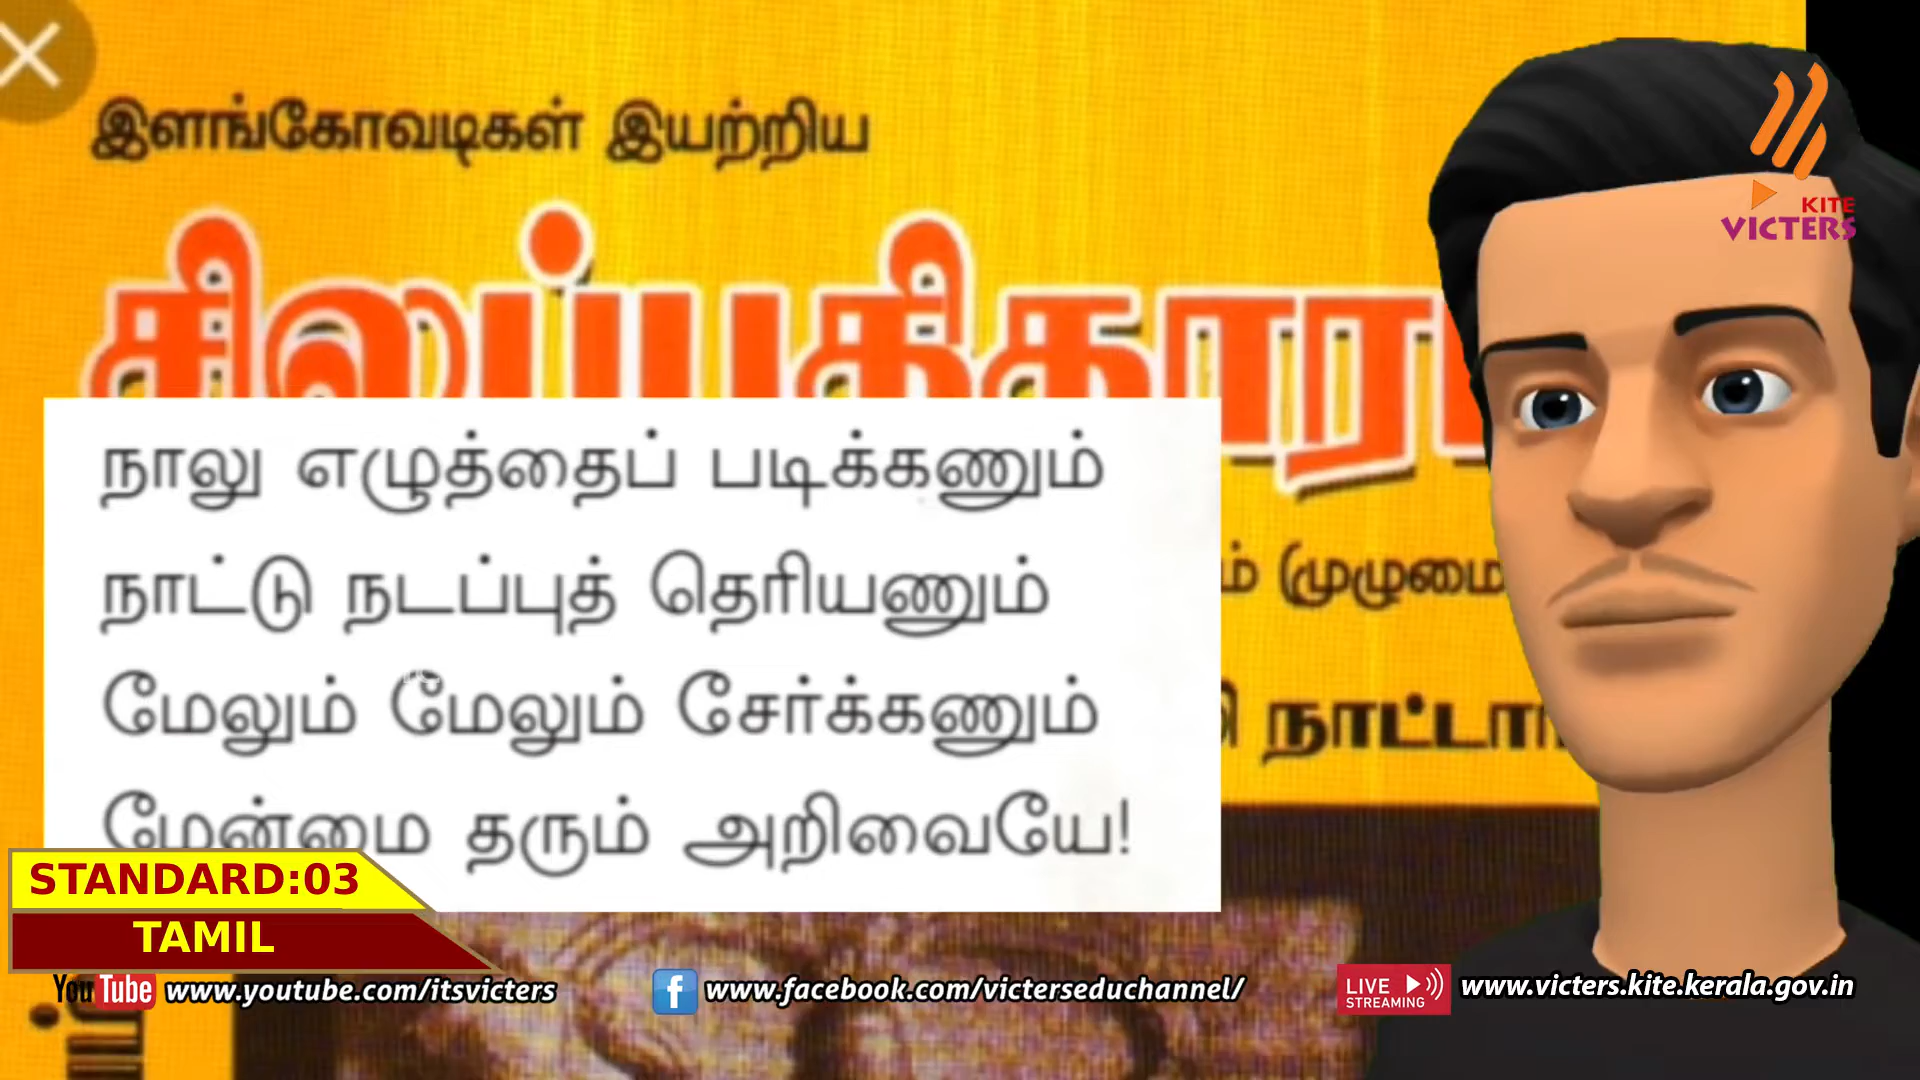 இளங்கோவடிகள் இயற்றிய
KITE
VICTERS
நாலு எழுத்தைப் படிக்கணும்
நாட்டு நடப்புத் தெரியணும்
மேலும் மேலும் சேர்க்கணும்
மேன்மை தரும் அறிவையே!
STANDARD:03
TAMIL
YouTube www.youtube.com/itsvicters
f www.facebook.com/victerseduchannel/
LIVE STREAMING www.victers.kite.kerala.gov.in